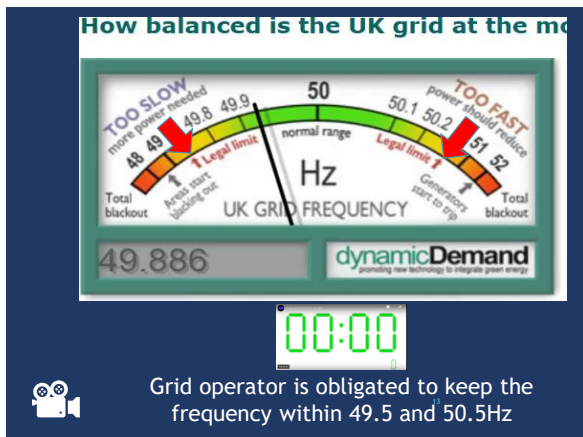 How balanced is the UK grid at the mo
TOO SLOW
more power needed
TOO FAST
power should reduce
48 49 49.8 49.9 50 50.1 50.2 51 52
normal range
Legal limit
Legal limit
Total
blackout
Areas start
blacking out
Hz
Generators
start to trip
Total
blackout
UK GRID FREQUENCY
49.886
dynamicDemand
promoting new technology to integrate green energy
00:00
0
Grid operator is obligated to keep the
13
frequency within 49.5 and 50.5Hz